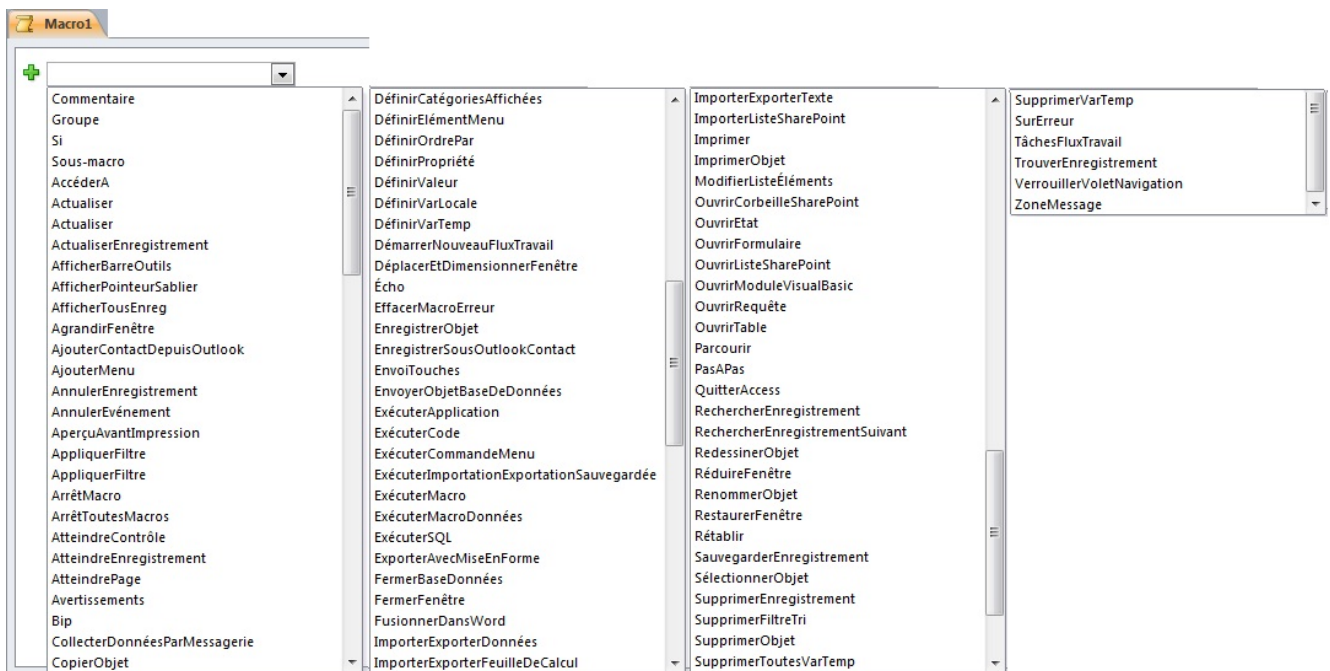 Macro1
Commentaire
Groupe
Si
Sous-macro
AccéderA
Actualiser
Actualiser
ActualiserEnregistrement
AfficherBarreOutils
AfficherPointeurSablier
AfficherTousEnreg
AgrandirFenêtre
AjouterContactDepuisOutlook
AjouterMenu
AnnulerEnregistrement
AnnulerEvénement
AperçuAvantImpression
AppliquerFiltre
AppliquerFiltre
ArrêtMacro
ArrêtToutesMacros
AtteindreContrôle
AtteindreEnregistrement
AtteindrePage
Avertissements
Bip
CollecterDonnéesParMessagerie
CopierObjet
DéfinirCatégoriesAffichées
DéfinirElémentMenu
DéfinirOrdrePar
DéfinirPropriété
DéfinirValeur
DéfinirVarLocale
DéfinirVarTemp
DémarrerNouveauFluxTravail
DéplacerEtDimensionnerFenêtre
Écho
EffacerMacroErreur
EnregistrerObjet
EnregistrerSousOutlookContact
EnvoiTouches
EnvoyerObjetBaseDeDonnées
ExécuterApplication
ExécuterCode
ExécuterCommandeMenu
ExécuterImportationExportationSauvegardée
ExécuterMacro
ExécuterMacroDonnées
ExécuterSQL
ExporterAvecMiseEnForme
FermerBaseDonnées
FermerFenêtre
FusionnerDansWord
ImporterExporterDonnées
ImporterExporterFeuilleDeCalcul
ImporterExporterTexte
ImporterListeSharePoint
Imprimer
ImprimerObjet
ModifierListeÉléments
OuvrirCorbeilleSharePoint
OuvrirEtat
OuvrirFormulaire
OuvrirListeSharePoint
OuvrirModuleVisualBasic
OuvrirRequête
OuvrirTable
Parcourir
PasAPas
QuitterAccess
RechercherEnregistrement
RechercherEnregistrementSuivant
RedessinerObjet
RéduireFenêtre
RenommerObjet
RestaurerFenêtre
Rétablir
SauvegarderEnregistrement
SélectionnerObjet
SupprimerEnregistrement
SupprimerFiltreTri
SupprimerObjet
SupprimerToutesVarTemp
SupprimerVarTemp
SurErreur
TâchesFluxTravail
TrouverEnregistrement
VerrouillerVoletNavigation
ZoneMessage